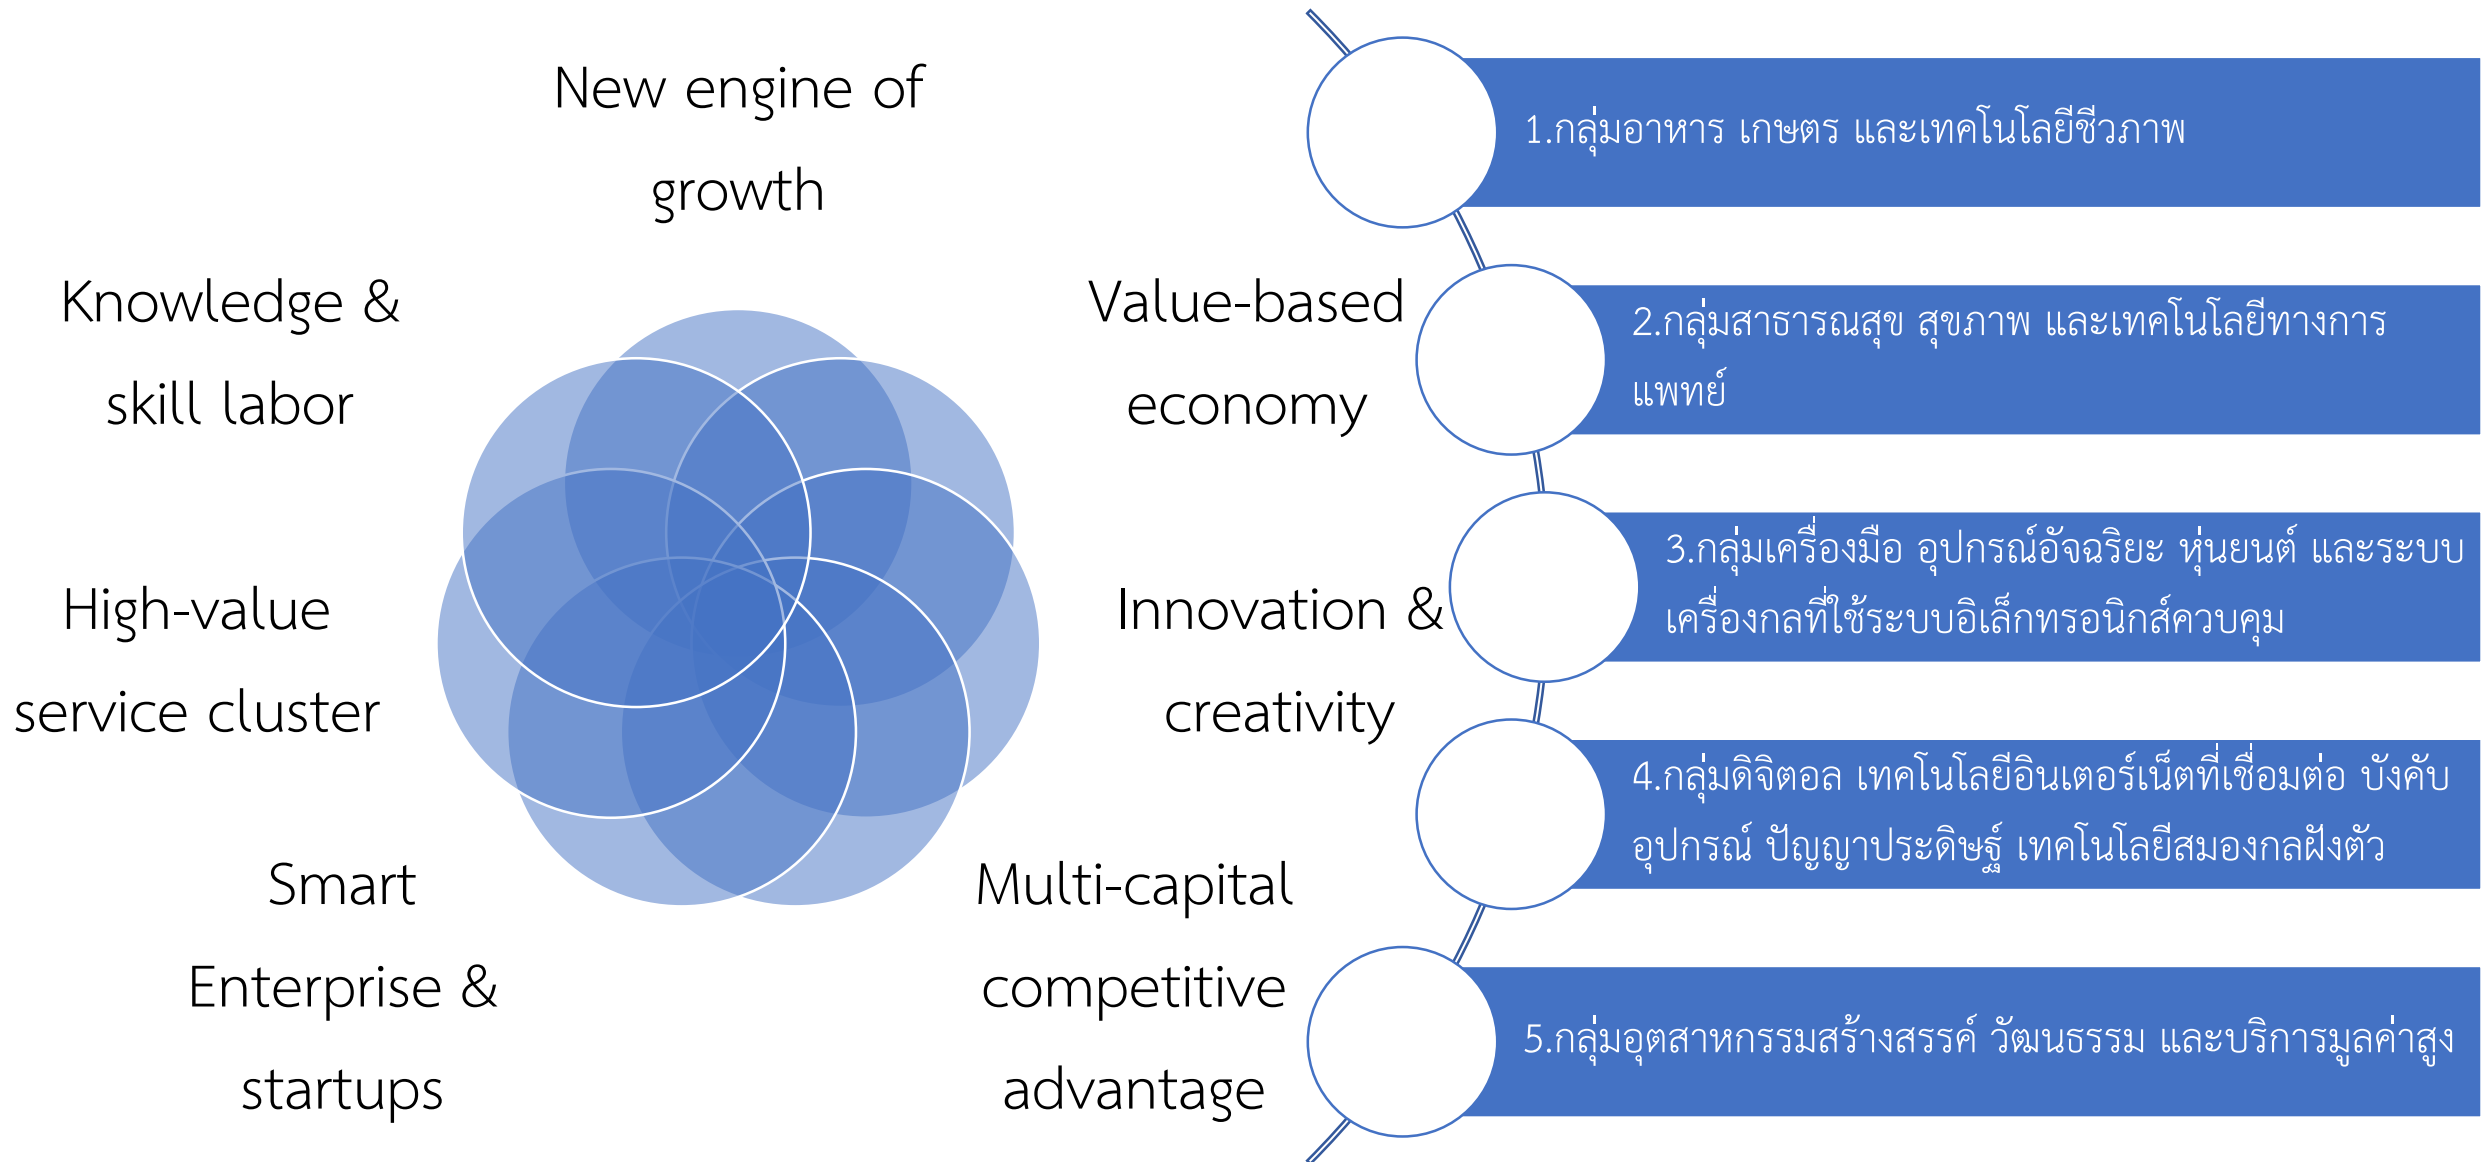 New engine of
growth
Knowledge &
skill labor
Value-based
economy
High-value
service cluster
Innovation &
creativity
Smart
Enterprise &
startups
Multi-capital
competitive
advantage
1.กลุ่มอาหาร เกษตร และเทคโนโลยีชีวภาพ
2.กลุ่มสาธารณสุข สุขภาพ และเทคโนโลยีทางการ
แพทย์
3.กลุ่มเครื่องมือ อุปกรณ์อัจฉริยะ หุ่นยนต์ และระบบ
เครื่องกลที่ใช้ระบบอิเล็กทรอนิกส์ควบคุม
4.กลุ่มดิจิตอล เทคโนโลยีอินเตอร์เน็ตที่เชื่อมต่อ บังคับ
อุปกรณ์ ปัญญาประดิษฐ์ เทคโนโลยีสมองกลฝังตัว
5.กลุ่มอุตสาหกรรมสร้างสรรค์ วัฒนธรรม และบริการมูลค่าสูง